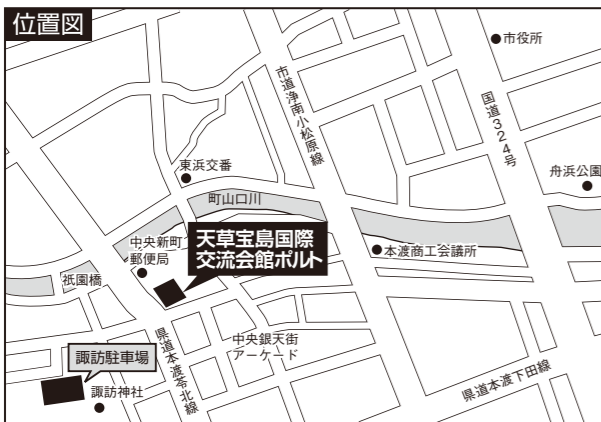 位置図
市役所
市道浄南小松原線
国道324号
東浜交番
舟浜公園
町山口川
中央新町
郵便局
天草宝島国際
交流会館ポルト
本渡商工会議所
祇園橋
中央銀天街
アーケード
県道本渡苓北線
諏訪駐車場
諏訪神社
県道本渡下田線